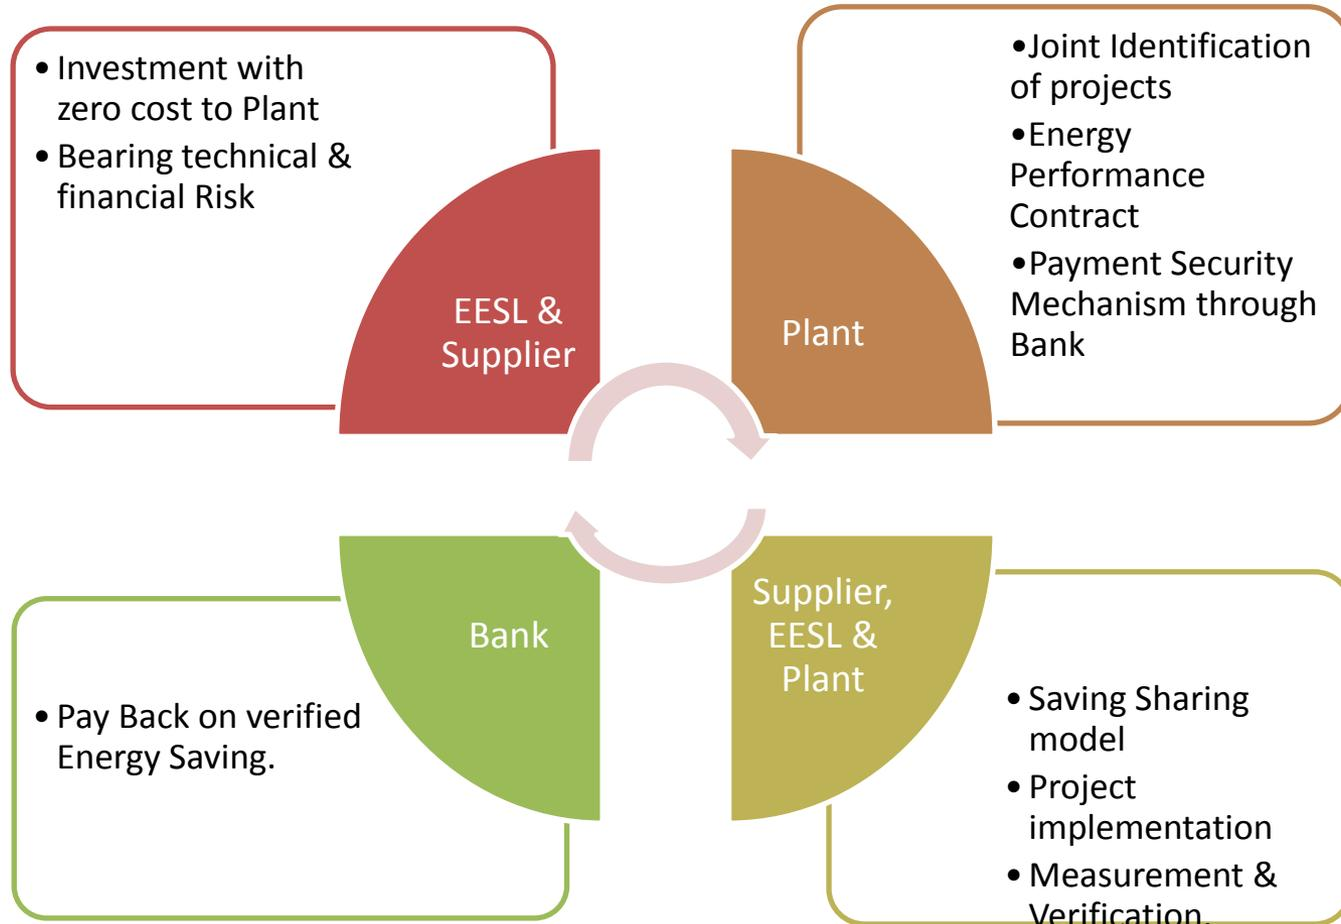 • Investment with
zero cost to Plant
• Bearing technical &
financial Risk
EESL &
Supplier
•Joint Identification
of projects
•Energy
Performance
Contract
•Payment Security
Mechanism through
Bank
Plant
Bank
• Pay Back on verified
Energy Saving.
Supplier,
EESL &
Plant
• Saving Sharing
model
• Project
implementation
• Measurement &
Verification.